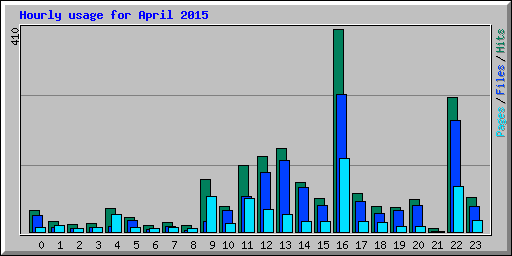 Hourly usage for April 2015
410
Pages/Files/Hits
0 1 2 3 4 5 6 7 8 9 10 11 12 13 14 15 16 17 18 19 20 21 22 23